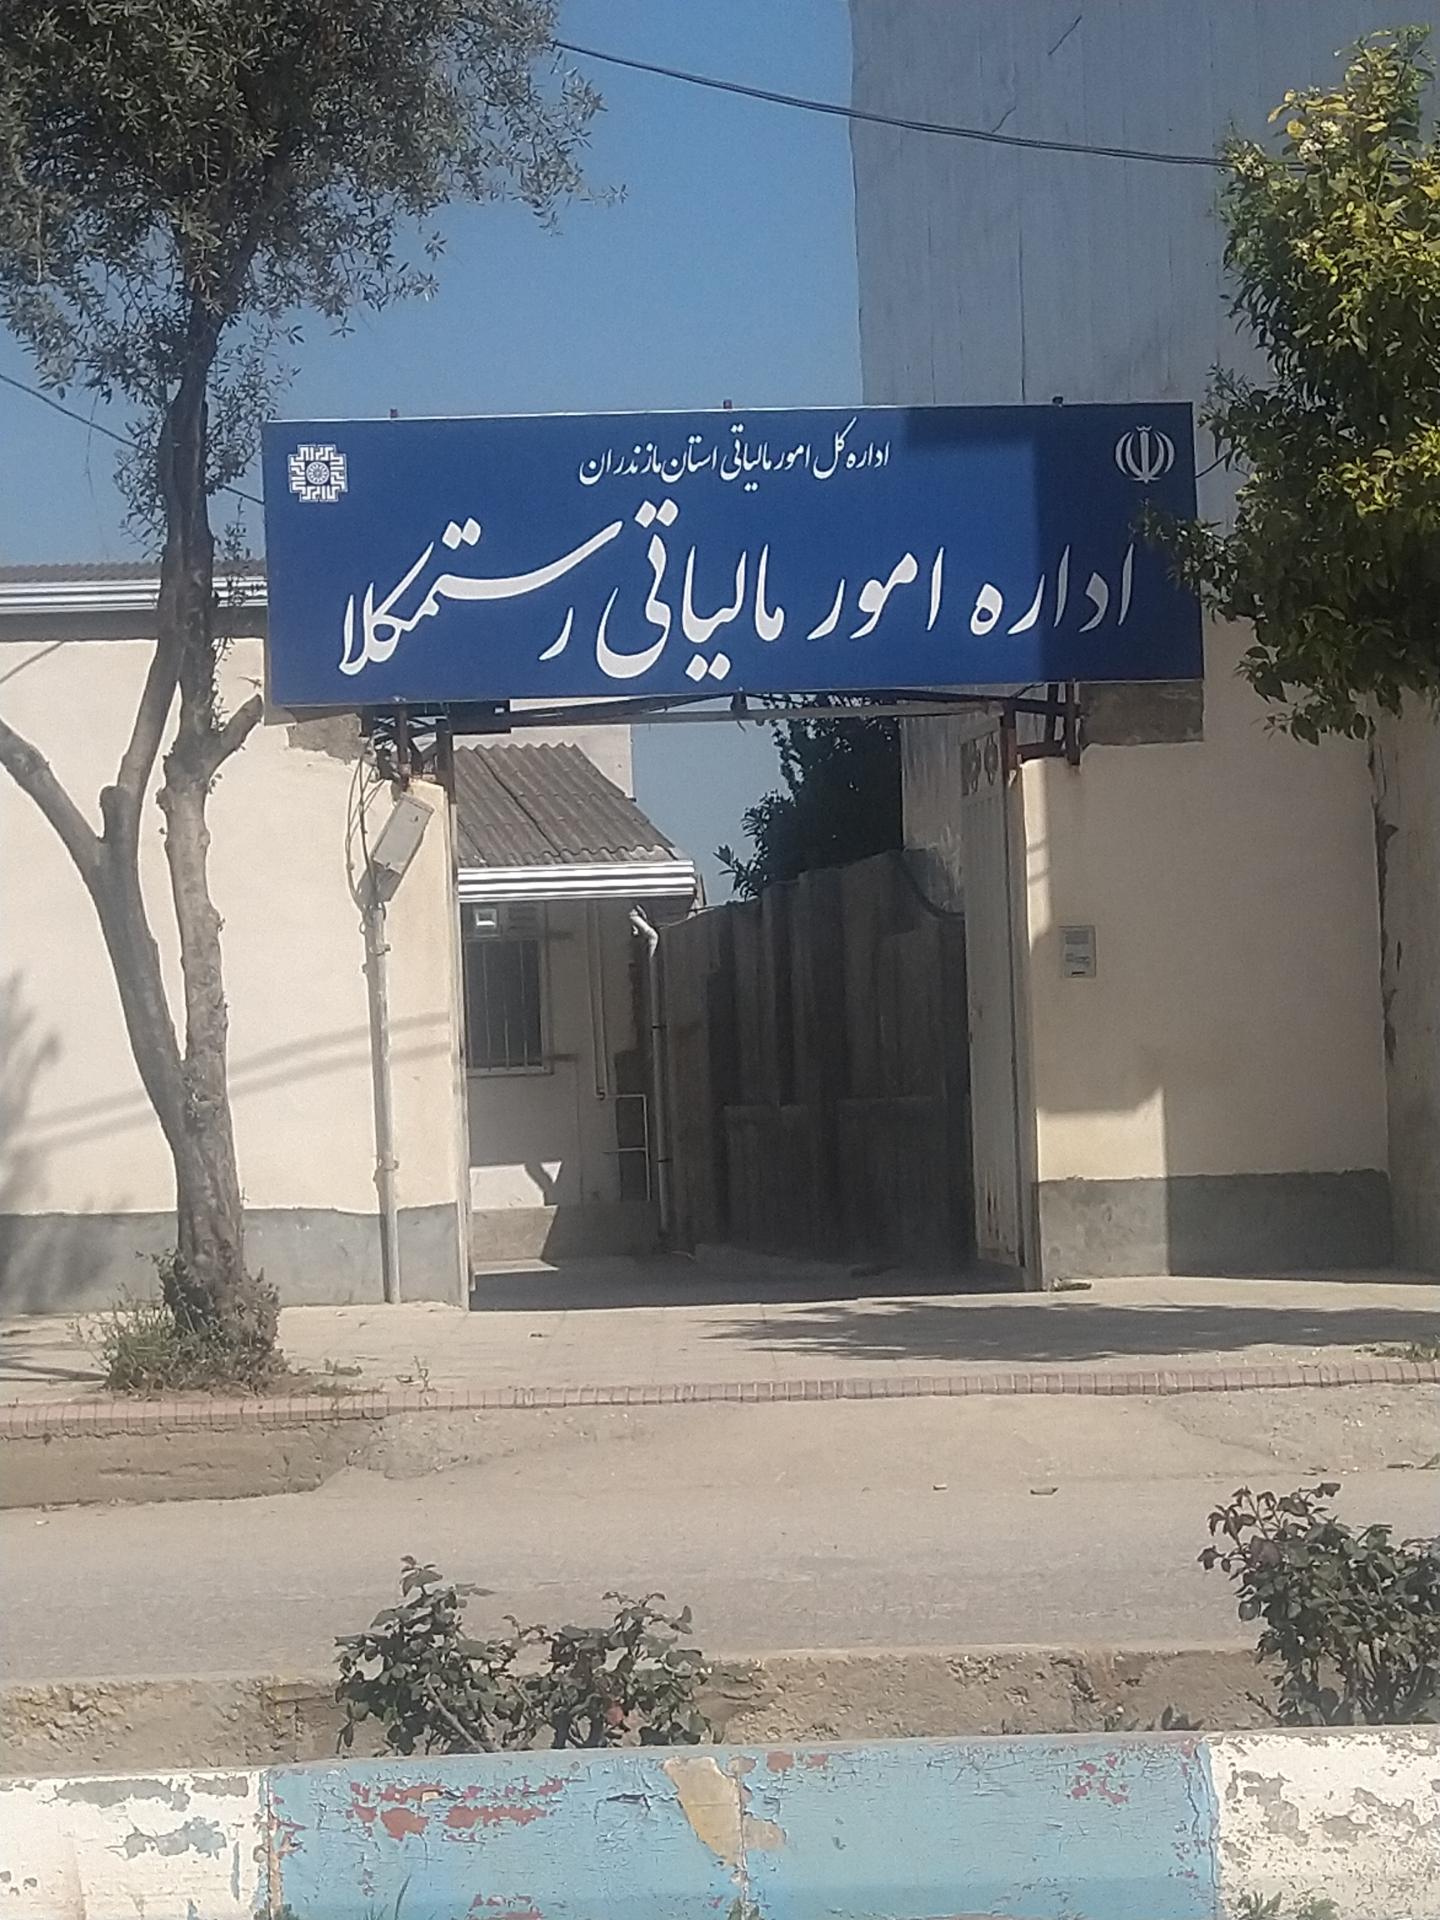 اداره کل امور مالیاتی استان مازندران
اداره امور مالیاتی رستمکلا